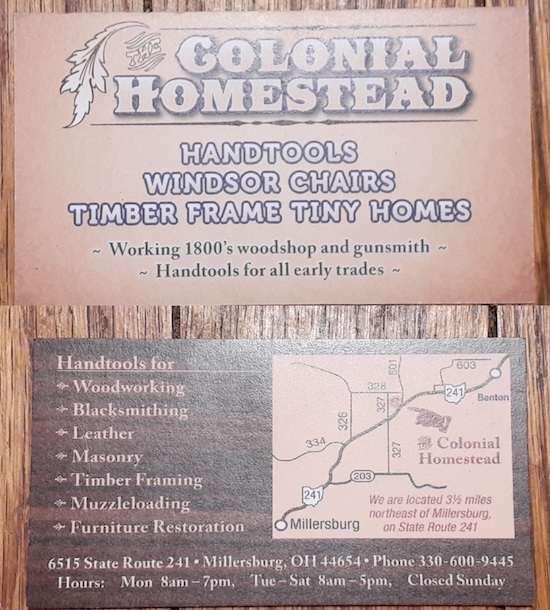 THE COLONIAL
HOMESTEAD
HANDTOOLS
WINDSOR CHAIRS
TIMBER FRAME TINY HOMES
~ Working 1800's woodshop and gunsmith ~
~ Handtools for all early trades ~
Handtools for
Woodworking
Blacksmithing
Leather
Masonry
Timber Framing
Muzzleloading
Furniture Restoration
601
603
328
241
Benton
327
326
Colonial
Homestead
334
327
203
241
We are located 3½ miles
northeast of Millersburg,
on State Route 241
Millersburg
6515 State Route 241 • Millersburg, OH 44654 • Phone 330-600-9445
Hours: Mon 8am – 7pm, Tue – Sat 8am – 5pm, Closed Sunday